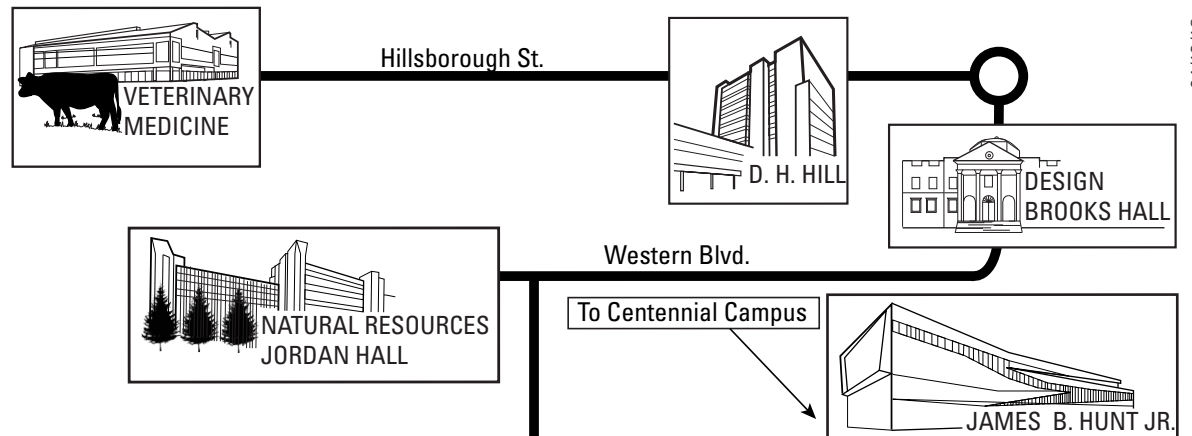 Hillsborough St.
VETERINARY
MEDICINE
D. H. HILL
DESIGN
BROOKS HALL
Western Blvd.
To Centennial Campus
NATURAL RESOURCES
JORDAN HALL
JAMES B. HUNT JR.